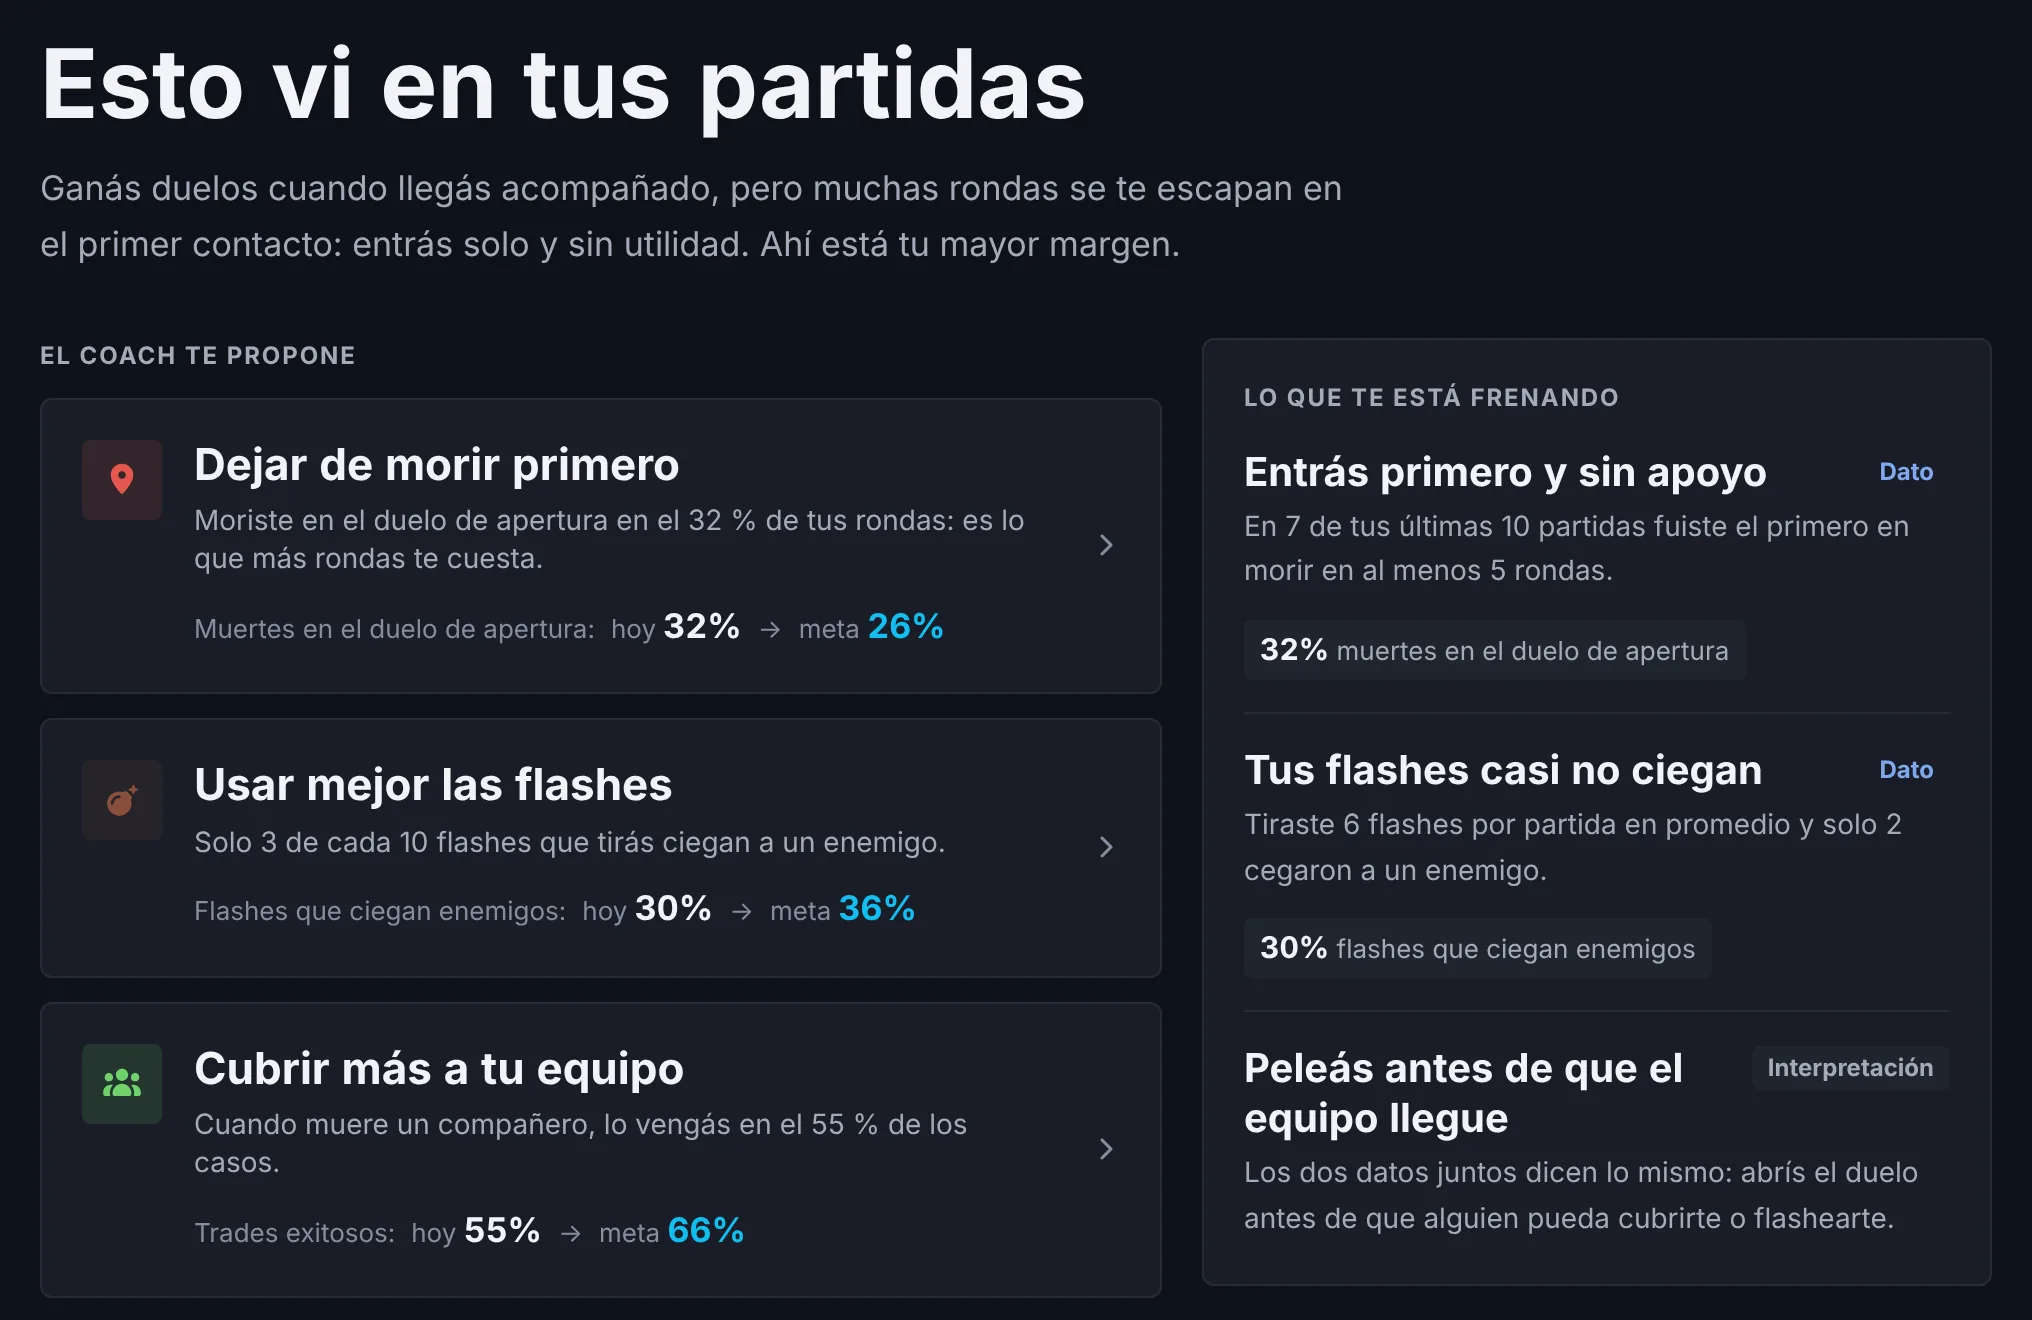 Esto vi en tus partidas
Ganás duelos cuando llegás acompañado, pero muchas rondas se te escapan en
el primer contacto: entrás solo y sin utilidad. Ahí está tu mayor margen.
EL COACH TE PROPONE
Dejar de morir primero
Moriste en el duelo de apertura en el 32 % de tus rondas: es lo
que más rondas te cuesta.
Muertes en el duelo de apertura: hoy 32% → meta 26%
Usar mejor las flashes
Solo 3 de cada 10 flashes que tirás ciegan a un enemigo.
Flashes que ciegan enemigos: hoy 30% → meta 36%
Cubrir más a tu equipo
Cuando muere un compañero, lo vengás en el 55 % de los
casos.
Trades exitosos: hoy 55% → meta 66%
LO QUE TE ESTÁ FRENANDO
Entrás primero y sin apoyo Dato
En 7 de tus últimas 10 partidas fuiste el primero en
morir en al menos 5 rondas.
32% muertes en el duelo de apertura
Tus flashes casi no ciegan Dato
Tiraste 6 flashes por partida en promedio y solo 2
cegaron a un enemigo.
30% flashes que ciegan enemigos
Peleás antes de que el Interpretación
equipo llegue
Los dos datos juntos dicen lo mismo: abrís el duelo
antes de que alguien pueda cubrirte o flashearte.